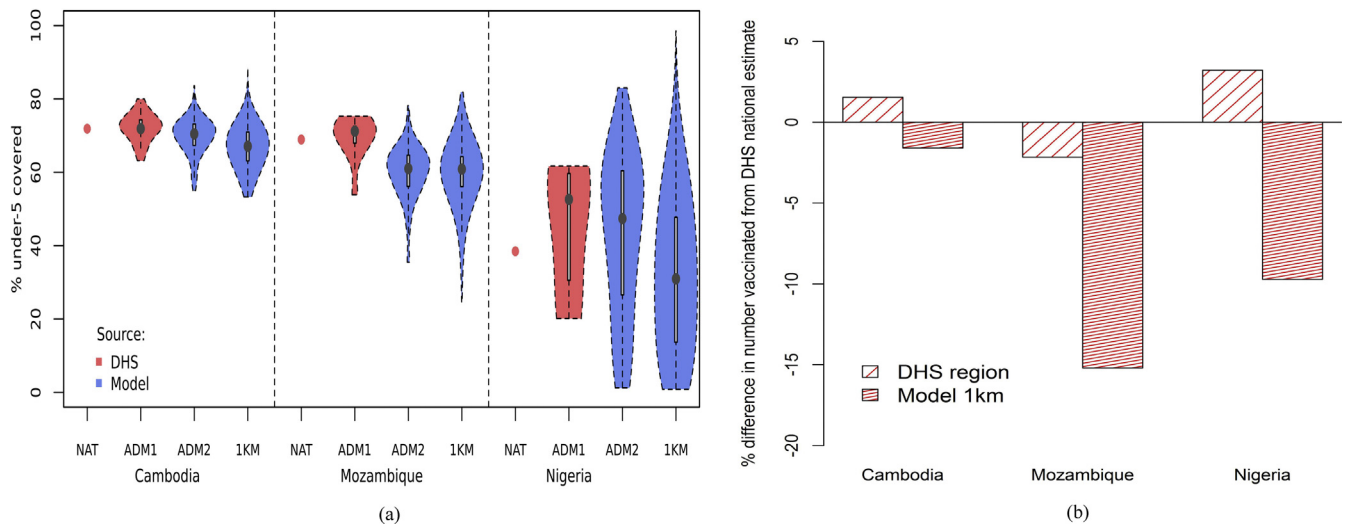 % under-5 covered
100
80
60
40
20
0
Source:
DHS
Model
NAT ADM1 ADM2 1KM NAT ADM1 ADM2 1KM NAT ADM1 ADM2 1KM
Cambodia Mozambique Nigeria
(a)
% difference in number vaccinated from DHS national estimate
5
0
-5
-10
-15
-20
DHS region
Model 1km
Cambodia Mozambique Nigeria
(b)